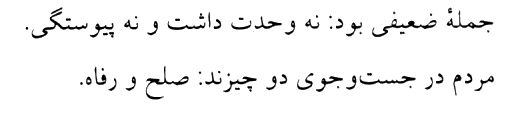 جملهٔ ضعیفی بود: نه وحدت داشت و نه پیوستگی.
مردم در جست‌وجوی دو چیزند: صلح و رفاه.